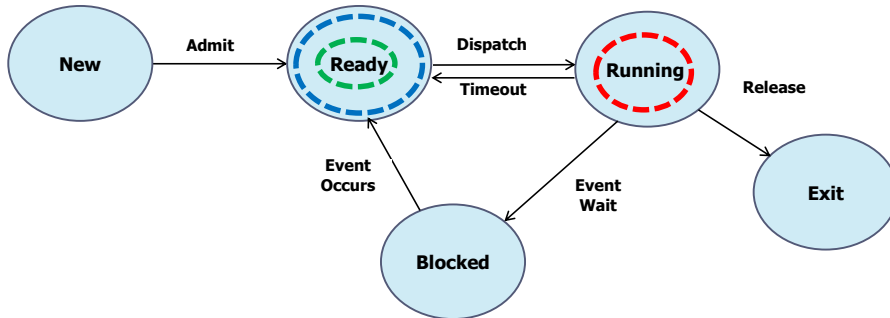 New
Admit
Ready
Dispatch
Timeout
Running
Release
Event
Occurs
Event
Wait
Blocked
Exit